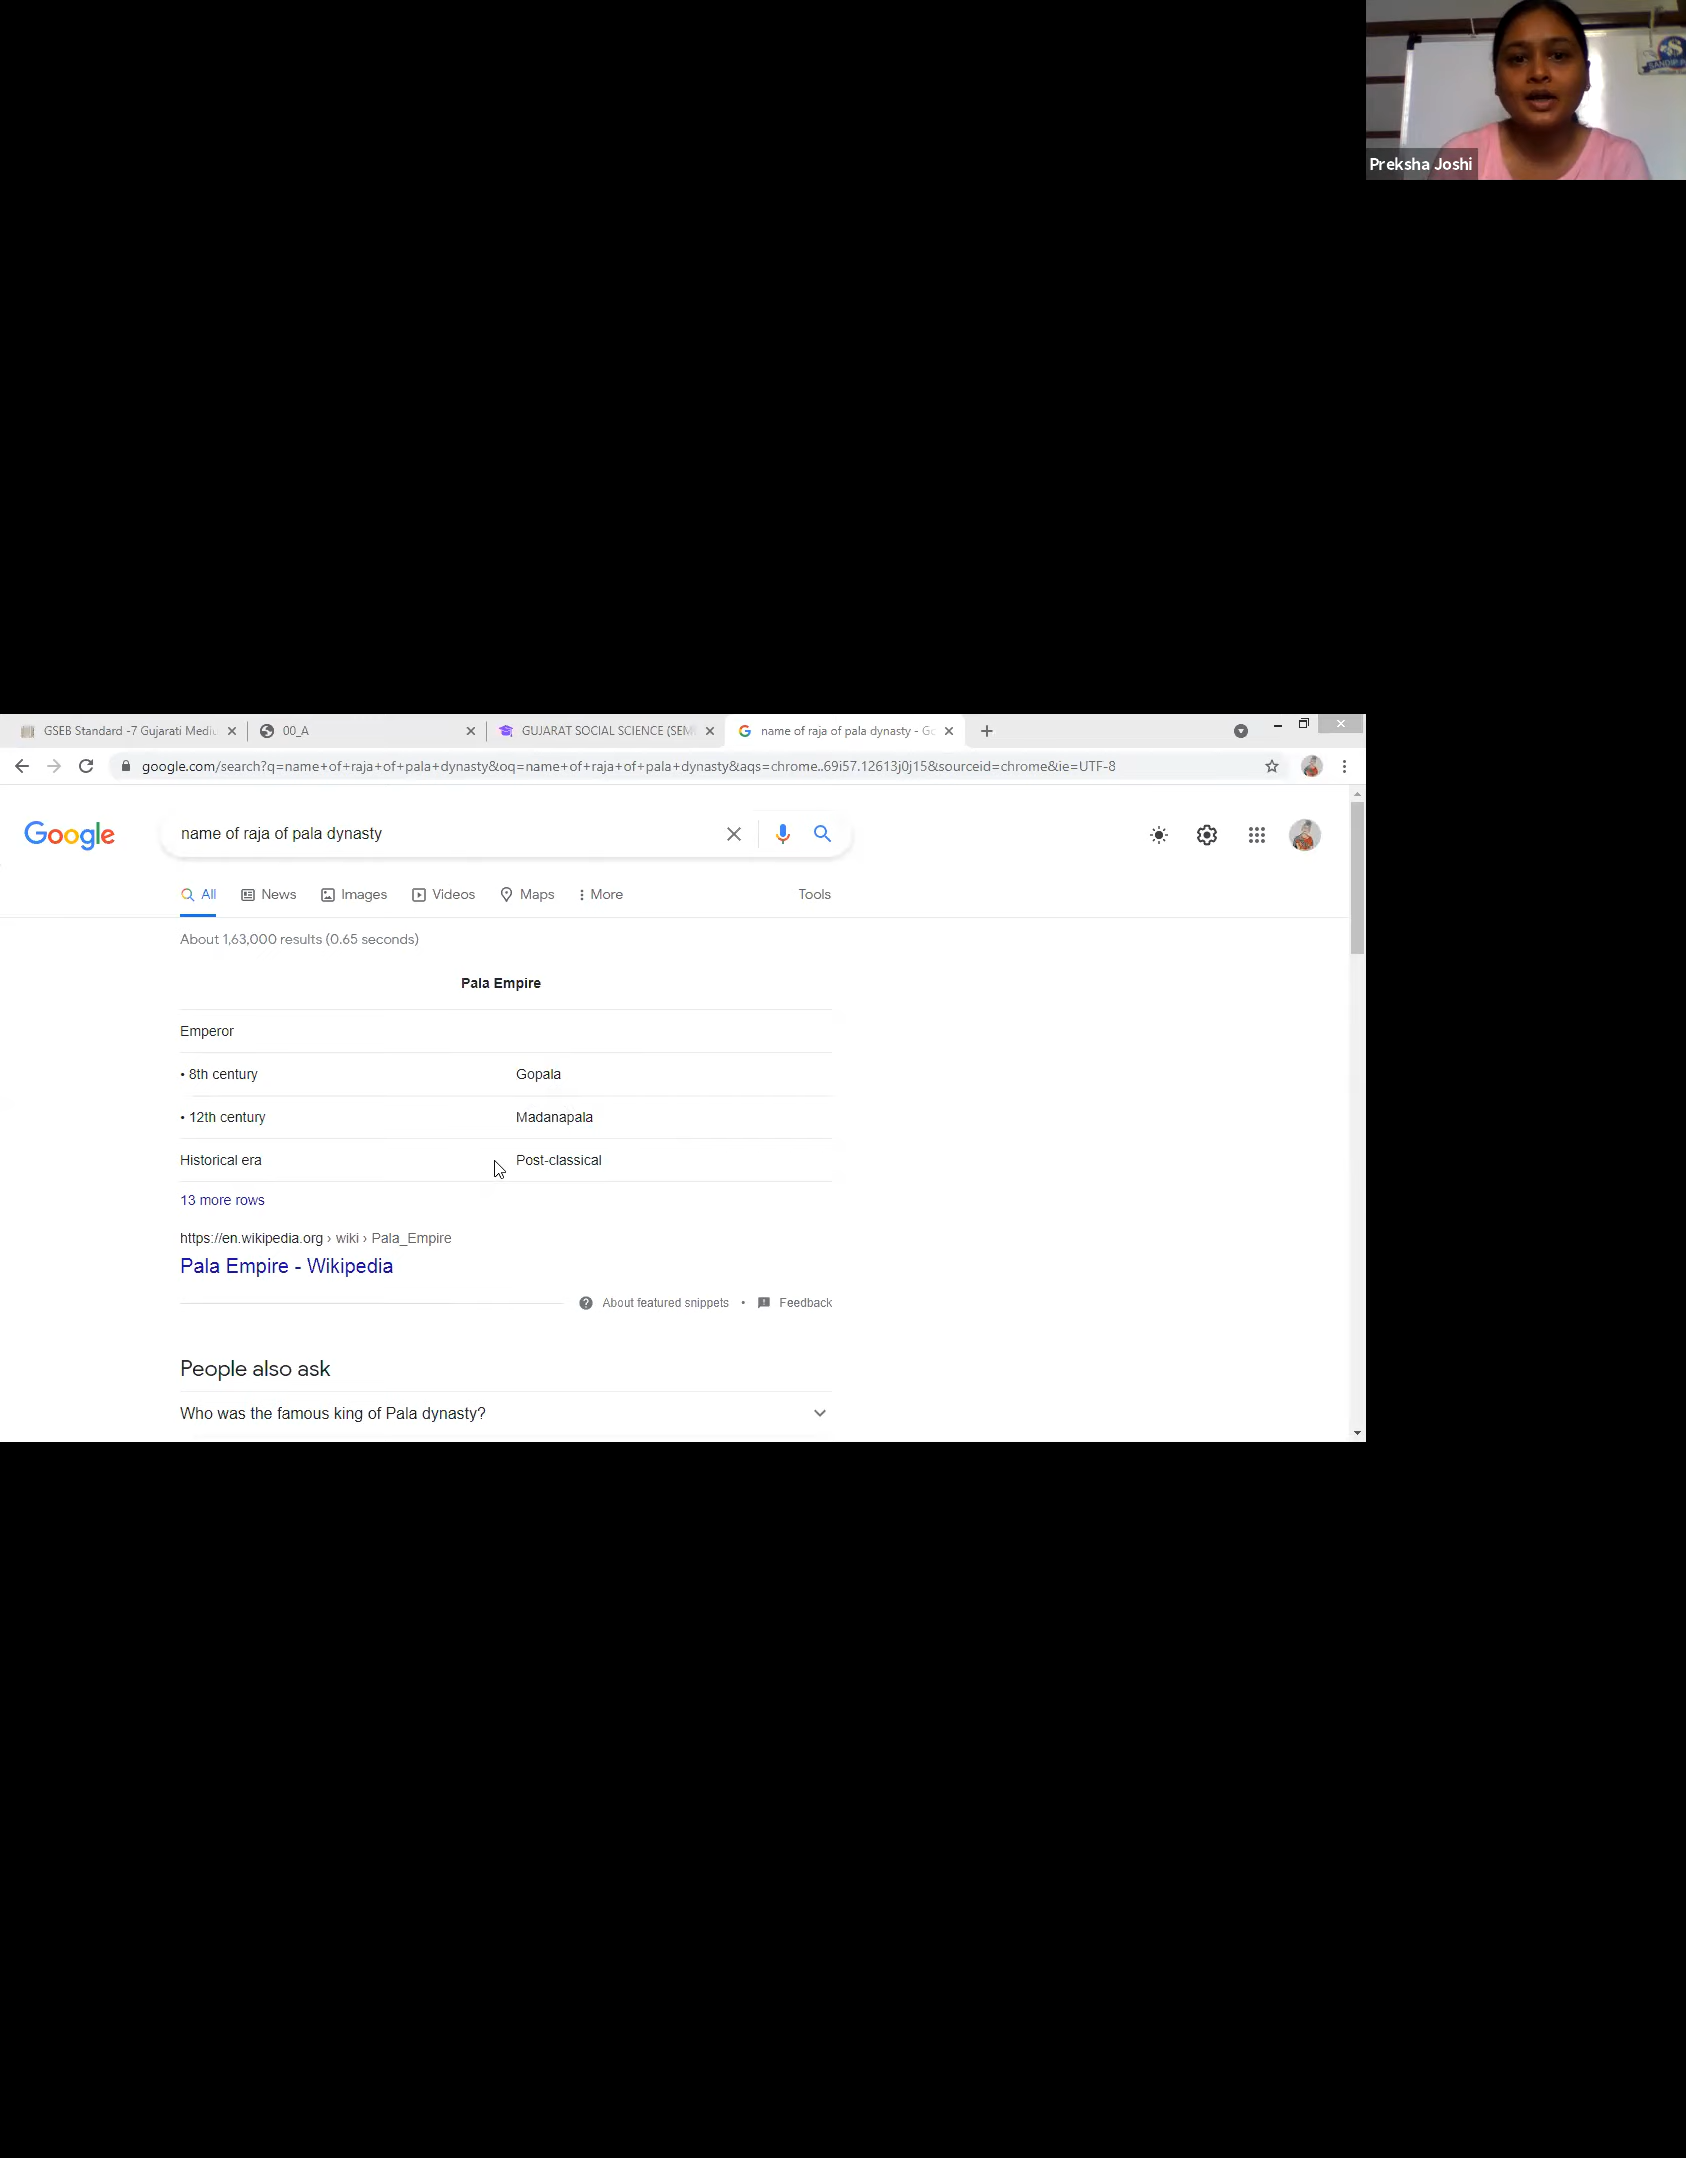 Preksha Joshi
GSEB Standard -7 Gujarati Medi
00_A
GUJARAT SOCIAL SCIENCE (SEM
name of raja of pala dynasty - Go
google.com/search?q=name+of+raja+of+pala+dynasty&oq=name+of+raja+of+pala+dynasty&aqs=chrome..69i57.12613j0j15&sourceid=chrome&ie=UTF-8
Google
name of raja of pala dynasty
All News Images Videos Maps More Tools
About 1,63,000 results (0.65 seconds)
Pala Empire
Emperor
• 8th century Gopala
• 12th century Madanapala
Historical era Post-classical
13 more rows
https://en.wikipedia.org › wiki › Pala_Empire
Pala Empire - Wikipedia
About featured snippets • Feedback
People also ask
Who was the famous king of Pala dynasty?